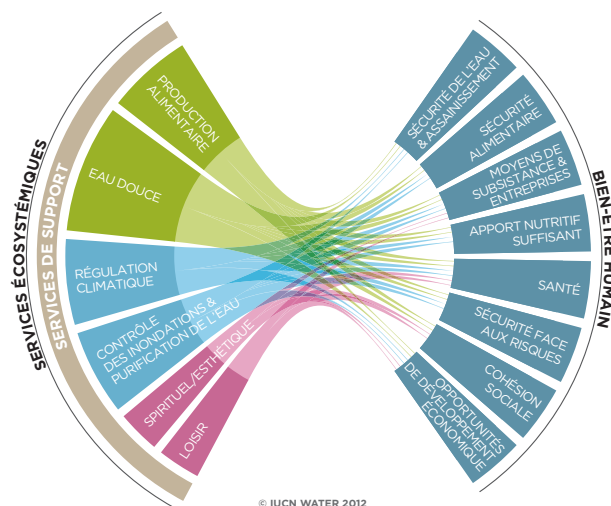 SERVICES ÉCOSYSTÉMIQUES
SERVICES DE SUPPORT
PRODUCTION
ALIMENTAIRE
EAU DOUCE
RÉGULATION
CLIMATIQUE
CONTRÔLE
DES INONDATIONS &
PURIFICATION DE L'EAU
SPIRITUEL/ESTHÉTIQUE
LOISIR
SÉCURITÉ DE L'EAU
& ASSAINISSEMENT
SÉCURITÉ
ALIMENTAIRE
MOYENS DE
SUBSISTANCE &
ENTREPRISES
APPORT NUTRITIF
SUFFISANT
SANTÉ
SÉCURITÉ FACE
AUX RISQUES
COHÉSION
SOCIALE
OPPORTUNITÉS
DE DÉVELOPPEMENT
ÉCONOMIQUE
BIEN-ÊTRE HUMAIN
© IUCN WATER 2012